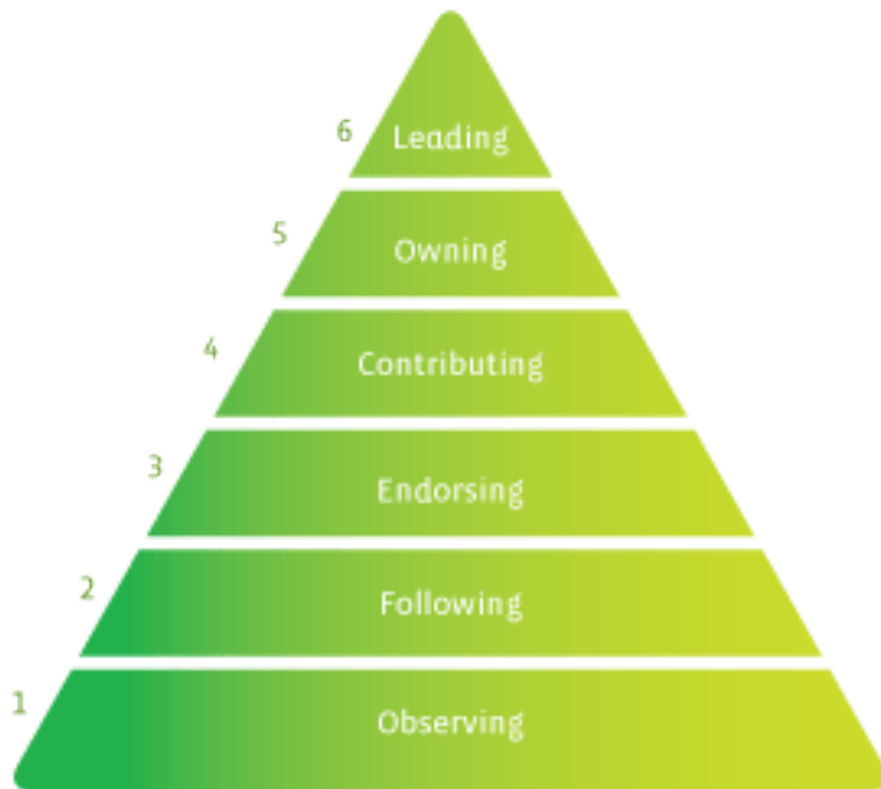 6 Leading
5 Owning
4 Contributing
3 Endorsing
2 Following
1 Observing